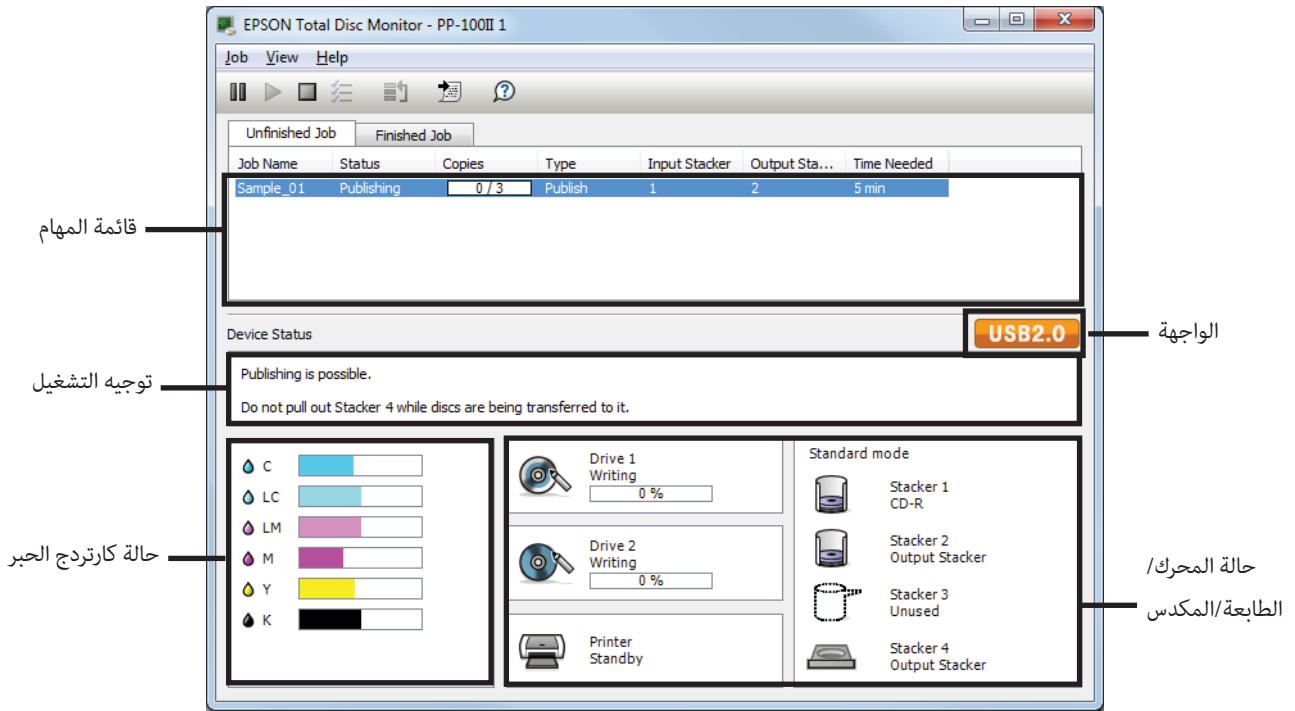 EPSON Total Disc Monitor - PP-100II 1
Job View Help
Unfinished Job Finished Job
Job Name Status Copies Type Input Stacker Output Sta... Time Needed
Sample_01 Publishing 0 / 3 Publish 1 2 5 min
قائمة المهام
Device Status
USB2.0
الواجهة
Publishing is possible.
Do not pull out Stacker 4 while discs are being transferred to it.
توجيه التشغيل
C
LC
LM
M
Y
K
حالة كارتردج الحبر
Drive 1
Writing
0 %
Drive 2
Writing
0 %
Printer
Standby
Standard mode
Stacker 1
CD-R
Stacker 2
Output Stacker
Stacker 3
Unused
Stacker 4
Output Stacker
حالة المحرك/
الطابعة/المكدس